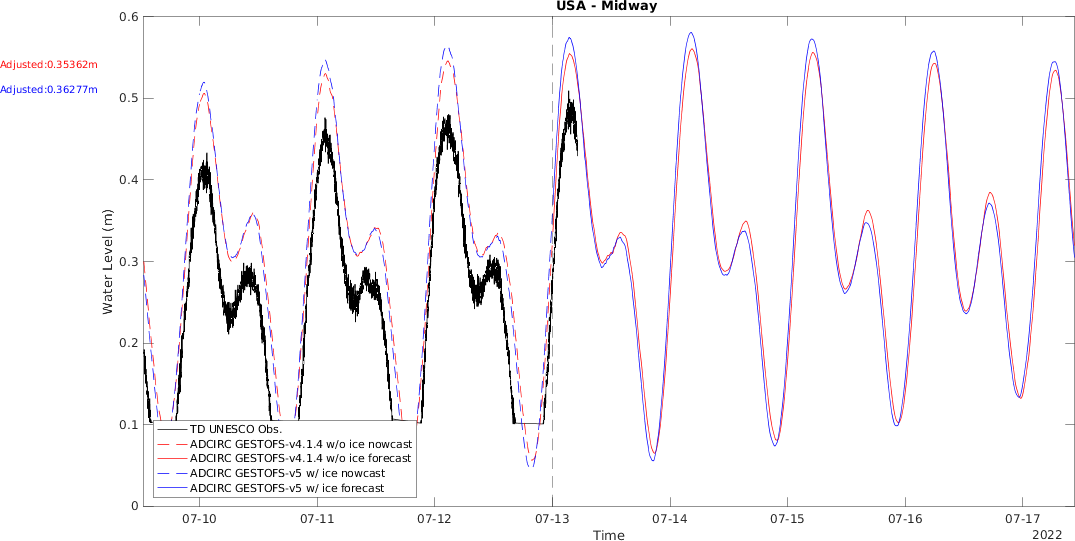 USA - Midway
Adjusted:0.35362m
Adjusted:0.36277m
Water Level (m)
0.6
0.5
0.4
0.3
0.2
0.1
0
TD UNESCO Obs.
ADCIRC GESTOFS-v4.1.4 w/o ice nowcast
ADCIRC GESTOFS-v4.1.4 w/o ice forecast
ADCIRC GESTOFS-v5 w/ ice nowcast
ADCIRC GESTOFS-v5 w/ ice forecast
07-10 07-11 07-12 07-13 07-14 07-15 07-16 07-17
Time
2022